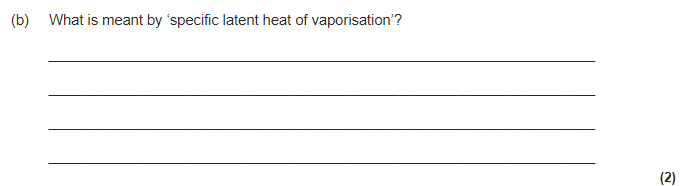 (b) What is meant by ‘specific latent heat of vaporisation’?
(2)